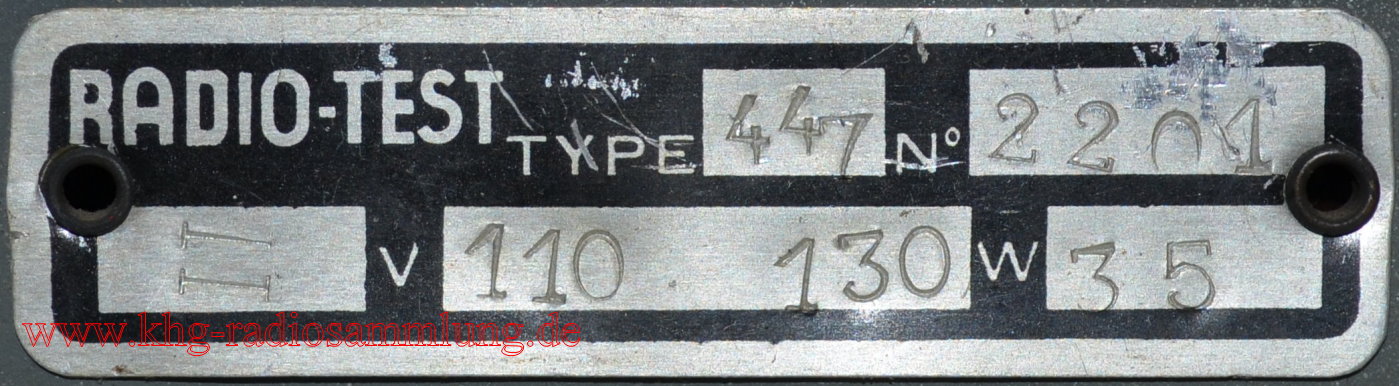 RADIO-TEST TYPE 447 N° 2201
II V 110 130 W 35
www.khg-radiosammlung.de